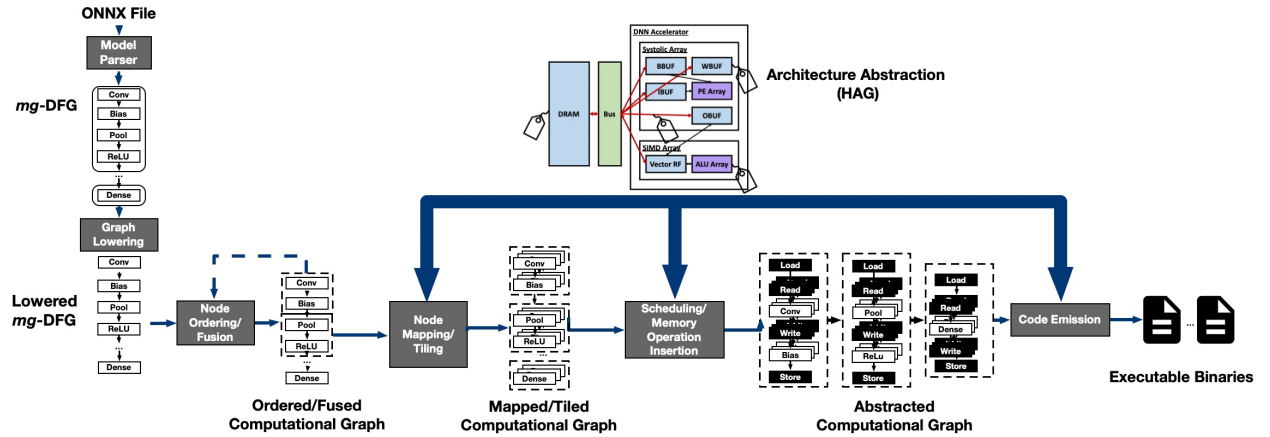 ONNX File
Model
Parser
mg-DFG
Conv
Bias
Pool
ReLU
...
Dense
Graph
Lowering
Lowered
mg-DFG
Conv
Bias
Pool
ReLU
...
Dense
Node
Ordering/
Fusion
Conv
Bias
Pool
ReLU
...
Dense
Ordered/Fused
Computational Graph
DNN Accelerator
Systolic Array
BBUF
WBUF
IBUF
PE Array
OBUF
DRAM
Bus
SIMD Array
Vector RF
ALU Array
Architecture Abstraction
(HAG)
Node
Mapping/
Tiling
Conv
Bias
Pool
ReLU
...
Dense
Mapped/Tiled
Computational Graph
Scheduling/
Memory
Operation
Insertion
Load
Read
Conv
Write
Bias
Store
Load
Read
Pool
Write
ReLu
Store
Load
Read
Dense
Write
Store
Abstracted
Computational Graph
Code Emission
...
Executable Binaries